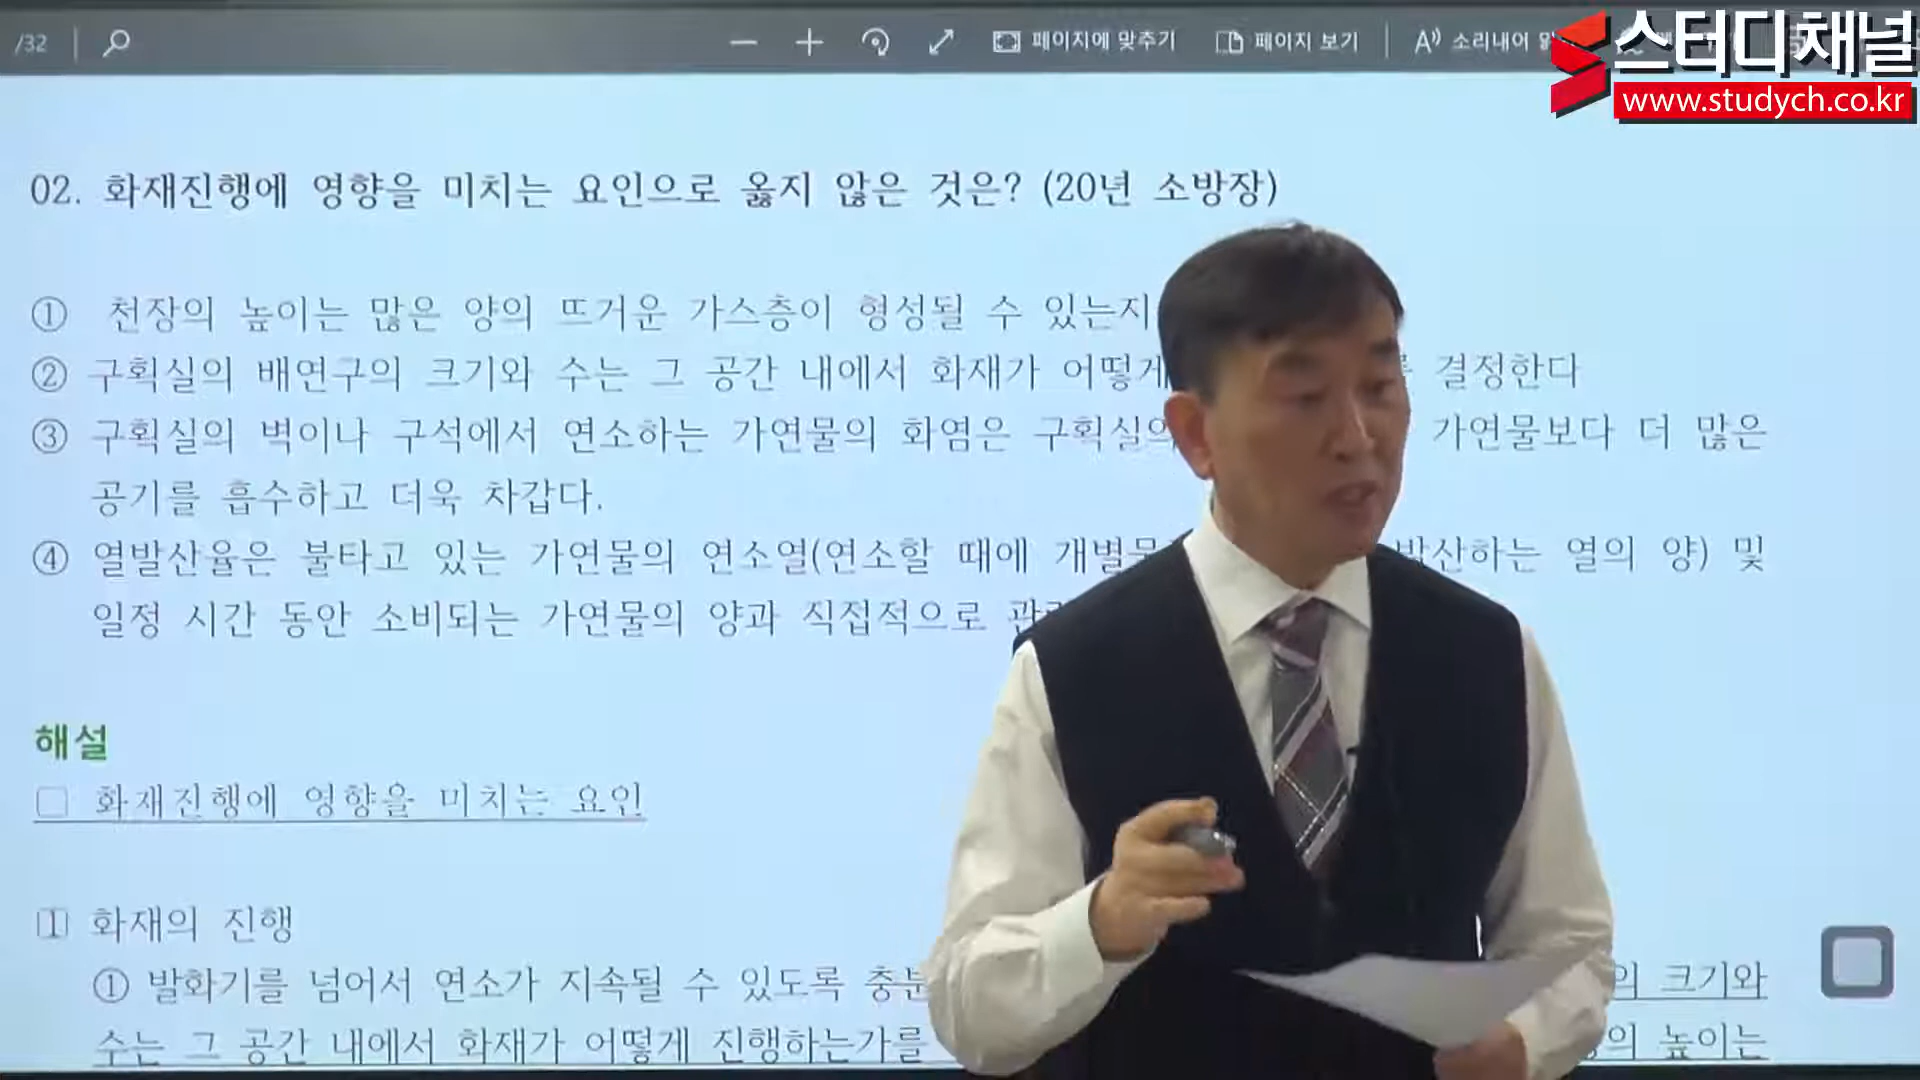 /32
페이지에 맞추기
페이지 보기
소리내어
스터디채널
www.studych.co.kr
02. 화재진행에 영향을 미치는 요인으로 옳지 않은 것은? (20년 소방장)
① 천장의 높이는 많은 양의 뜨거운 가스층이 형성될 수 있는지
② 구획실의 배연구의 크기와 수는 그 공간 내에서 화재가 어떻게 결정한다
③ 구획실의 벽이나 구석에서 연소하는 가연물의 화염은 구획실의 가연물보다 더 많은
공기를 흡수하고 더욱 차갑다.
④ 열발산율은 불타고 있는 가연물의 연소열(연소할 때에 개별 발산하는 열의 양) 및
일정 시간 동안 소비되는 가연물의 양과 직접적으로
해설
□ 화재진행에 영향을 미치는 요인
1 화재의 진행
① 발화기를 넘어서 연소가 지속될 수 있도록 크기와
수는 그 공간 내에서 화재가 어떻게 진행하는가를 높이는